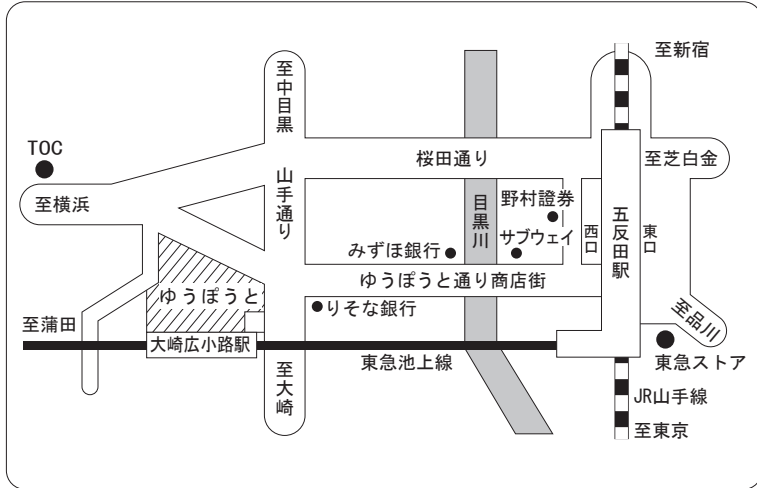 至新宿
至中目黒
TOC
桜田通り
至芝白金
至横浜
山手通り
目黒川
野村證券
西口
五反田駅
東口
みずほ銀行
サブウェイ
ゆうぽうと通り商店街
ゆうぽうと
りそな銀行
至品川
至蒲田
大崎広小路駅
至大崎
東急池上線
東急ストア
JR山手線
至東京